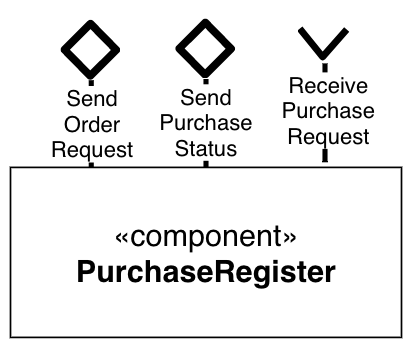 Send
Order
Request
Send
Purchase
Status
Receive
Purchase
Request
«component»
PurchaseRegister